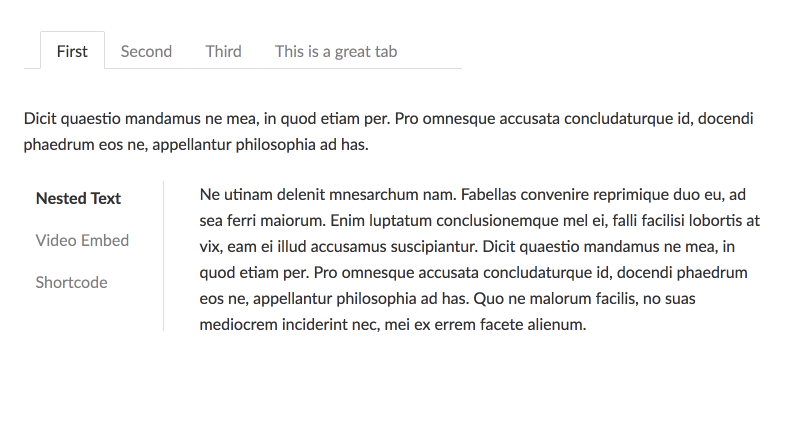 First Second Third This is a great tab
Dicit quaestio mandamus ne mea, in quod etiam per. Pro omnesque accusata concludaturque id, docendi
phaedrum eos ne, appellantur philosophia ad has.
Nested Text
Video Embed
Shortcode
Ne utinam delenit mnesarchum nam. Fabellas convenire reprimique duo eu, ad
sea ferri maiorum. Enim luptatum conclusionemque mel ei, falli facilisi lobortis at
vix, eam ei illud accusamus suscipiantur. Dicit quaestio mandamus ne mea, in
quod etiam per. Pro omnesque accusata concludaturque id, docendi phaedrum
eos ne, appellantur philosophia ad has. Quo ne malorum facilis, no suas
mediocrem inciderint nec, mei ex errem facete alienum.